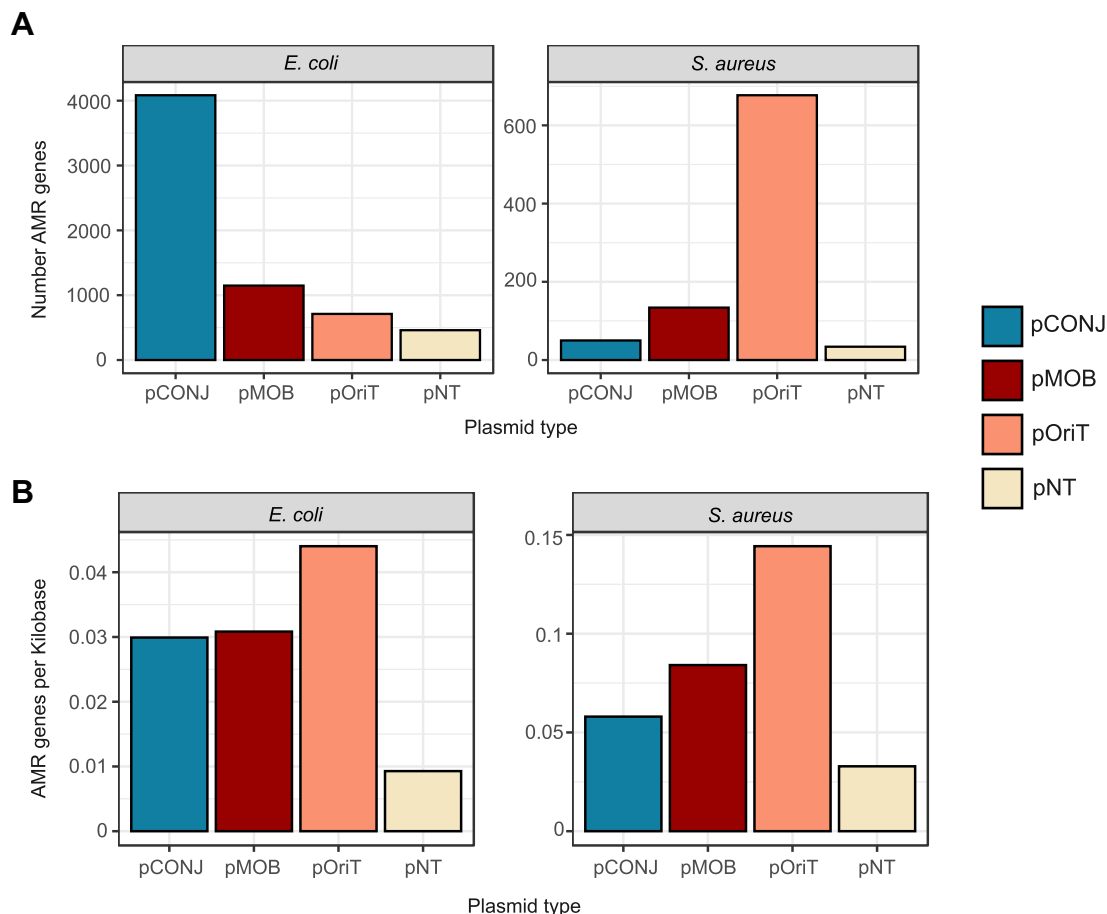 A
E. coli
S. aureus
Number AMR genes
4000
3000
2000
1000
0
600
400
200
0
pCONJ pMOB pOriT pNT
pCONJ pMOB pOriT pNT
Plasmid type
pCONJ
pMOB
pOriT
pNT
B
E. coli
S. aureus
AMR genes per Kilobase
0.04
0.03
0.02
0.01
0
0.15
0.1
0.05
0
pCONJ pMOB pOriT pNT
pCONJ pMOB pOriT pNT
Plasmid type